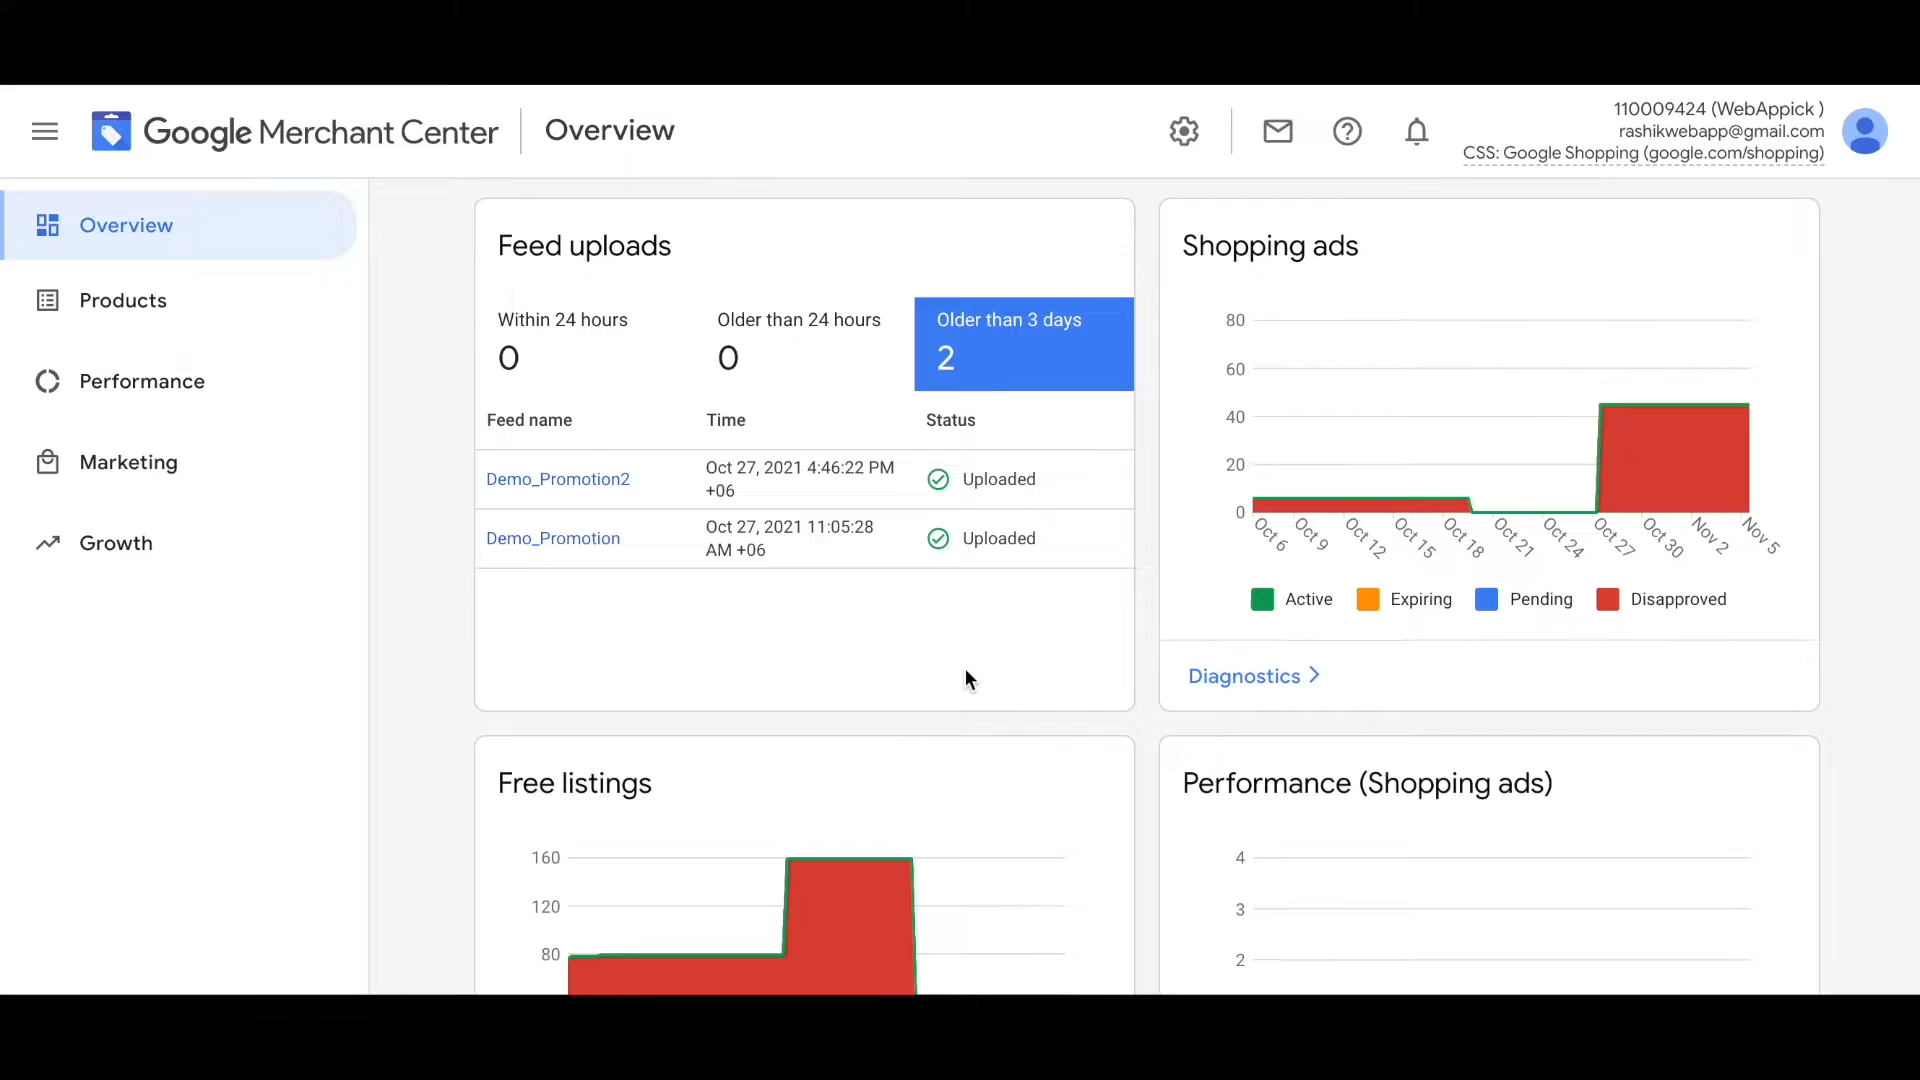 Google Merchant Center
Overview
110009424 (WebAppick )
rashikwebapp@gmail.com
CSS: Google Shopping (google.com/shopping)
Overview
Products
Performance
Marketing
Growth
Feed uploads
Within 24 hours
0
Older than 24 hours
0
Older than 3 days
2
Feed name Time Status
Demo_Promotion2 Oct 27, 2021 4:46:22 PM Uploaded
+06
Demo_Promotion Oct 27, 2021 11:05:28 Uploaded
AM +06
Shopping ads
80
60
40
20
0
Oct 6 Oct 9 Oct 12 Oct 15 Oct 18 Oct 21 Oct 24 Oct 27 Oct 30 Nov 2 Nov 5
Active Expiring Pending Disapproved
Diagnostics
Free listings
160
120
80
Performance (Shopping ads)
4
3
2